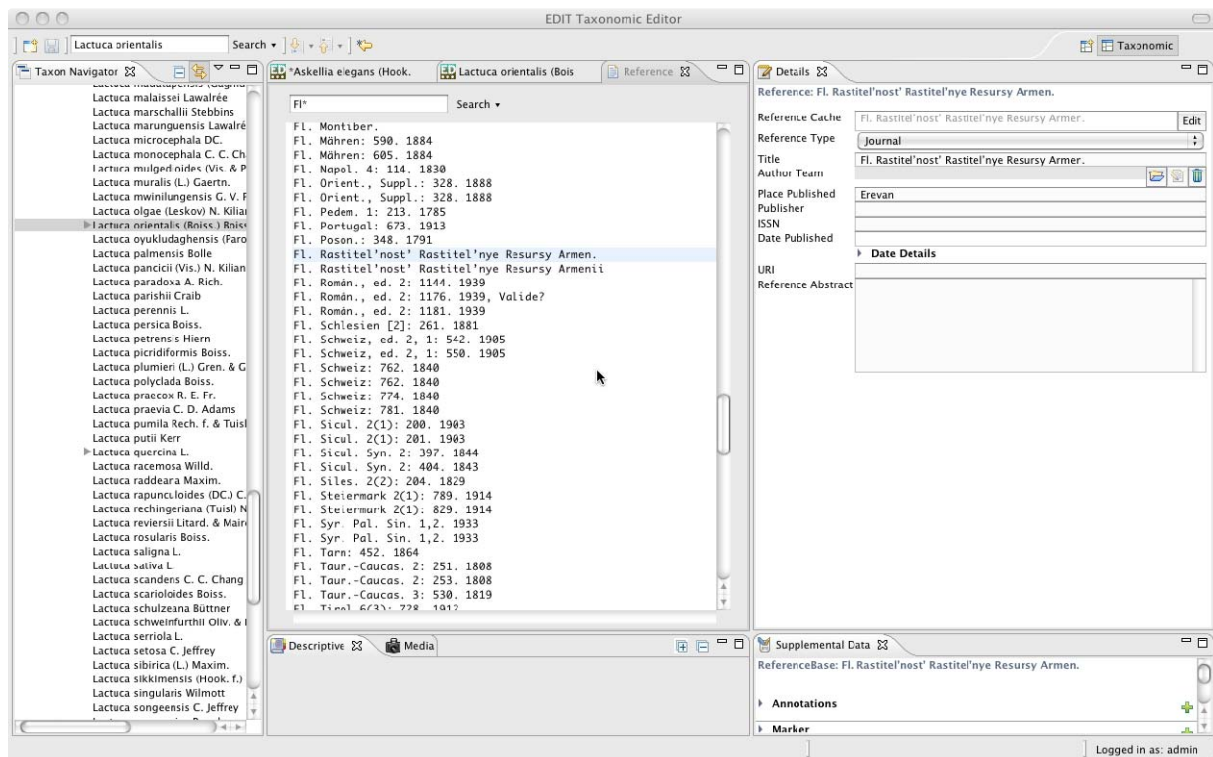 EDIT Taxonomic Editor
Lactuca orientalis
Search
Taxonomic
Taxon Navigator
Lactuca malaissei Lawalrée
Lactuca marschallii Stebbins
Lactuca marunguensis Lawalré
Lactuca microcephala DC.
Lactuca monocephala C. C. Ch
Lactuca mulgedioides (Vis. & P
Lactuca muralis (L.) Gaertn.
Lactuca mwinilungensis G. V. P
Lactuca olgae (Leskov) N. Kilian
Lactuca orientalis (Boiss.) Boiss
Lactuca oyukludaghensis (Paro
Lactuca palmensis Bolle
Lactuca pancicii (Vis.) N. Kilian
Lactuca paradoxa A. Rich.
Lactuca parishii Craib
Lactuca perennis L.
Lactuca persica Boiss.
Lactuca petrensis Hiern
Lactuca picridiformis Boiss.
Lactuca plumieri (L.) Gren. & G
Lactuca polyclada Boiss.
Lactuca praecox R. E. Fr.
Lactuca praevia C. D. Adams
Lactuca pumila Rech. f. & Tuisl
Lactuca putii Kerr
Lactuca quercina L.
Lactuca racemosa Willd.
Lactuca raddeana Maxim.
Lactuca rapunculoides (DC.) C.
Lactuca rechingeriana (Tuisl) N
Lactuca reviersii Litard. & Maire
Lactuca rosularis Boiss.
Lactuca saligna L.
Lactuca sativa L.
Lactuca scandens C. C. Chang
Lactuca scarioloides Boiss.
Lactuca schulzeana Büttner
Lactuca schweinfurthii Oliv. &
Lactuca serriola L.
Lactuca setosa C. Jeffrey
Lactuca sibirica (L.) Maxim.
Lactuca sikkimensis (Hook. f.)
Lactuca singularis Wilmott
Lactuca songeensis C. Jeffrey
*Askellia elegans (Hook.
Lactuca orientalis (Bois
Reference
Fl*
Search
Fl. Montiber.
Fl. Mähren: 590. 1884
Fl. Mähren: 605. 1884
Fl. Napol. 4: 114. 1830
Fl. Orient., Suppl.: 328. 1888
Fl. Orient., Suppl.: 328. 1888
Fl. Pedem. 1: 213. 1785
Fl. Portugal: 673. 1913
Fl. Poson.: 348. 1791
Fl. Rastitel'nost' Rastitel'nye Resursy Armen.
Fl. Rastitel'nost' Rastitel'nye Resursy Armenii
Fl. Român., ed. 2: 1144. 1939
Fl. Român., ed. 2: 1176. 1939, Valide?
Fl. Român., ed. 2: 1181. 1939
Fl. Schlesien [2]: 261. 1881
Fl. Schweiz, ed. 2, 1: 542. 1905
Fl. Schweiz, ed. 2, 1: 550. 1905
Fl. Schweiz: 762. 1840
Fl. Schweiz: 762. 1840
Fl. Schweiz: 774. 1840
Fl. Schweiz: 781. 1840
Fl. Sicul. 2(1): 200. 1903
Fl. Sicul. 2(1): 201. 1903
Fl. Sicul. Syn. 2: 397. 1844
Fl. Sicul. Syn. 2: 404. 1843
Fl. Siles. 2(2): 204. 1829
Fl. Steiermark 2(1): 789. 1914
Fl. Steiermark 2(1): 829. 1914
Fl. Syr. Pal. Sin. 1,2. 1933
Fl. Syr. Pal. Sin. 1,2. 1933
Fl. Tarn: 452. 1864
Fl. Taur.-Caucas. 2: 251. 1808
Fl. Taur.-Caucas. 2: 253. 1808
Fl. Taur.-Caucas. 3: 530. 1819
Fl. Tirol 6(3): 728. 1912
Descriptive
Media
Details
Reference: Fl. Rastitel'nost' Rastitel'nye Resursy Armen.
Reference Cache Fl. Rastitel'nost' Rastitel'nye Resursy Armen. Edit
Reference Type Journal
Title Fl. Rastitel'nost' Rastitel'nye Resursy Armen.
Author Team
Place Published Erevan
Publisher
ISSN
Date Published
Date Details
URI
Reference Abstract
Supplemental Data
ReferenceBase: Fl. Rastitel'nost' Rastitel'nye Resursy Armen.
Annotations
Marker
Logged in as: admin